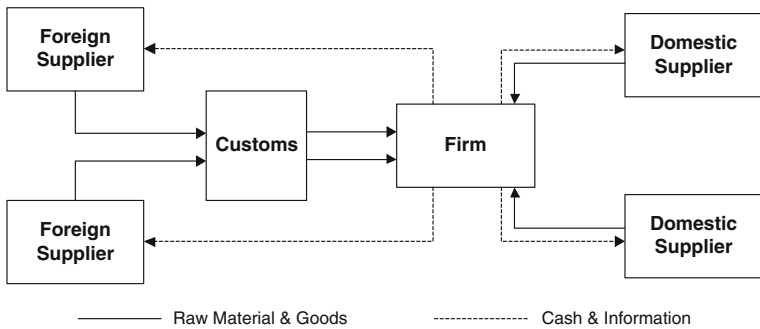 Foreign
Supplier
Domestic
Supplier
Customs
Firm
Foreign
Supplier
Domestic
Supplier
Raw Material & Goods
Cash & Information